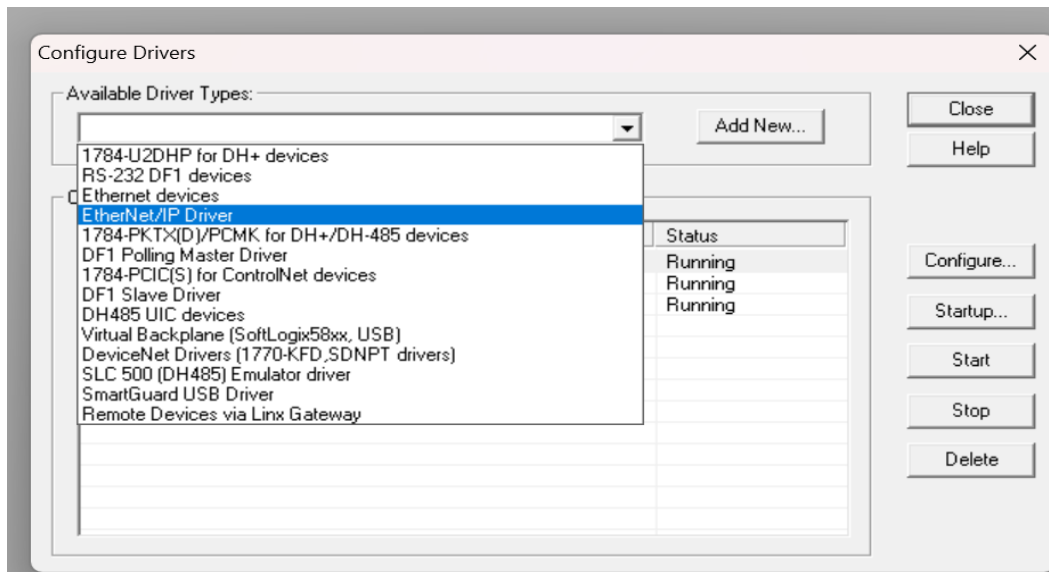 Configure Drivers
Available Driver Types:
Add New...
Close
Help
1784-U2DHP for DH+ devices
RS-232 DF1 devices
Ethernet devices
EtherNet/IP Driver
1784-PKTX(D)/PCMK for DH+/DH-485 devices
DF1 Polling Master Driver
1784-PCIC(S) for ControlNet devices
DF1 Slave Driver
DH485 UIC devices
Virtual Backplane (SoftLogix58xx, USB)
DeviceNet Drivers (1770-KFD,SDNPT drivers)
SLC 500 (DH485) Emulator driver
SmartGuard USB Driver
Remote Devices via Linx Gateway
Status
Running
Running
Running
Configure...
Startup...
Start
Stop
Delete